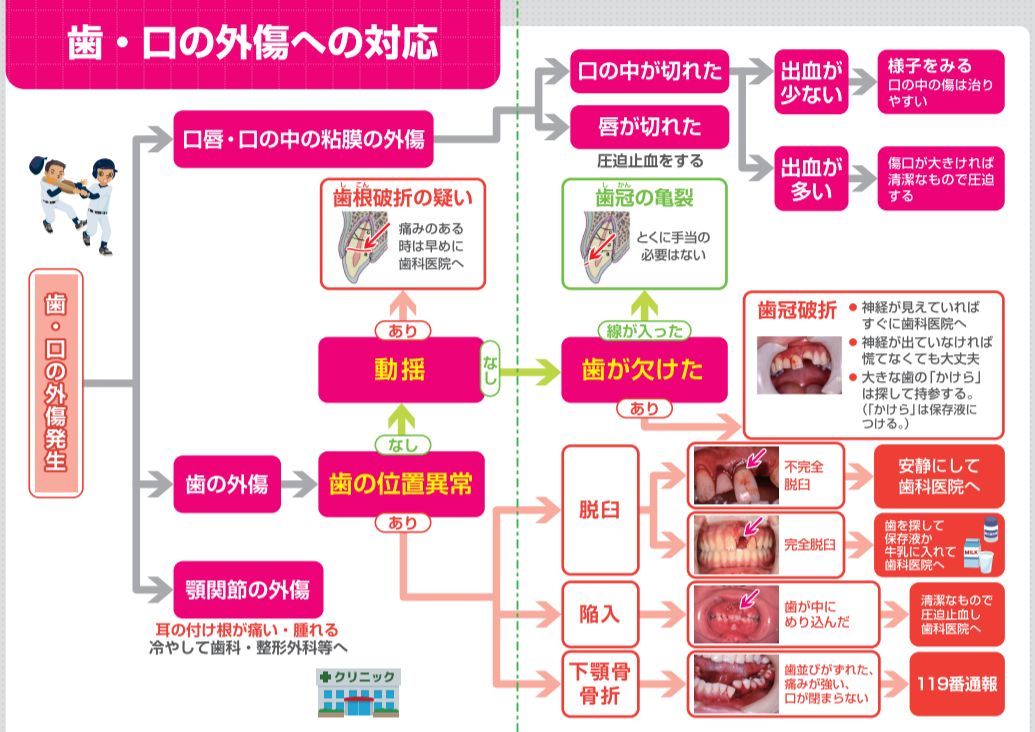 歯・口の外傷への対応
歯・口の外傷発生
口唇・口の中の粘膜の外傷
口の中が切れた
唇が切れた
圧迫止血をする
出血が
少ない
様子をみる
口の中の傷は治り
やすい
出血が
多い
傷口が大きければ
清潔なもので圧迫
する
歯の外傷
歯の位置異常
なし
あり
動揺
あり
なし
しこん
歯根破折の疑い
痛みのある
時は早めに
歯科医院へ
歯が欠けた
線が入った
あり
しかん
歯冠の亀裂
とくに手当の
必要はない
歯冠破折
● 神経が見えていれば
すぐに歯科医院へ
● 神経が出ていなければ
慌てなくても大丈夫
● 大きな歯の「かけら」
は探して持参する。
（「かけら」は保存液に
つける。）
脱臼
不完全
脱臼
安静にして
歯科医院へ
完全脱臼
歯を探して
保存液か
牛乳に入れて
歯科医院へ
MILK
陥入
歯が中に
めり込んだ
清潔なもので
圧迫止血し
歯科医院へ
下顎骨
骨折
歯並びがずれた、
痛みが強い、
口が閉まらない
119番通報
顎関節の外傷
耳の付け根が痛い・腫れる
冷やして歯科・整形外科等へ
クリニック